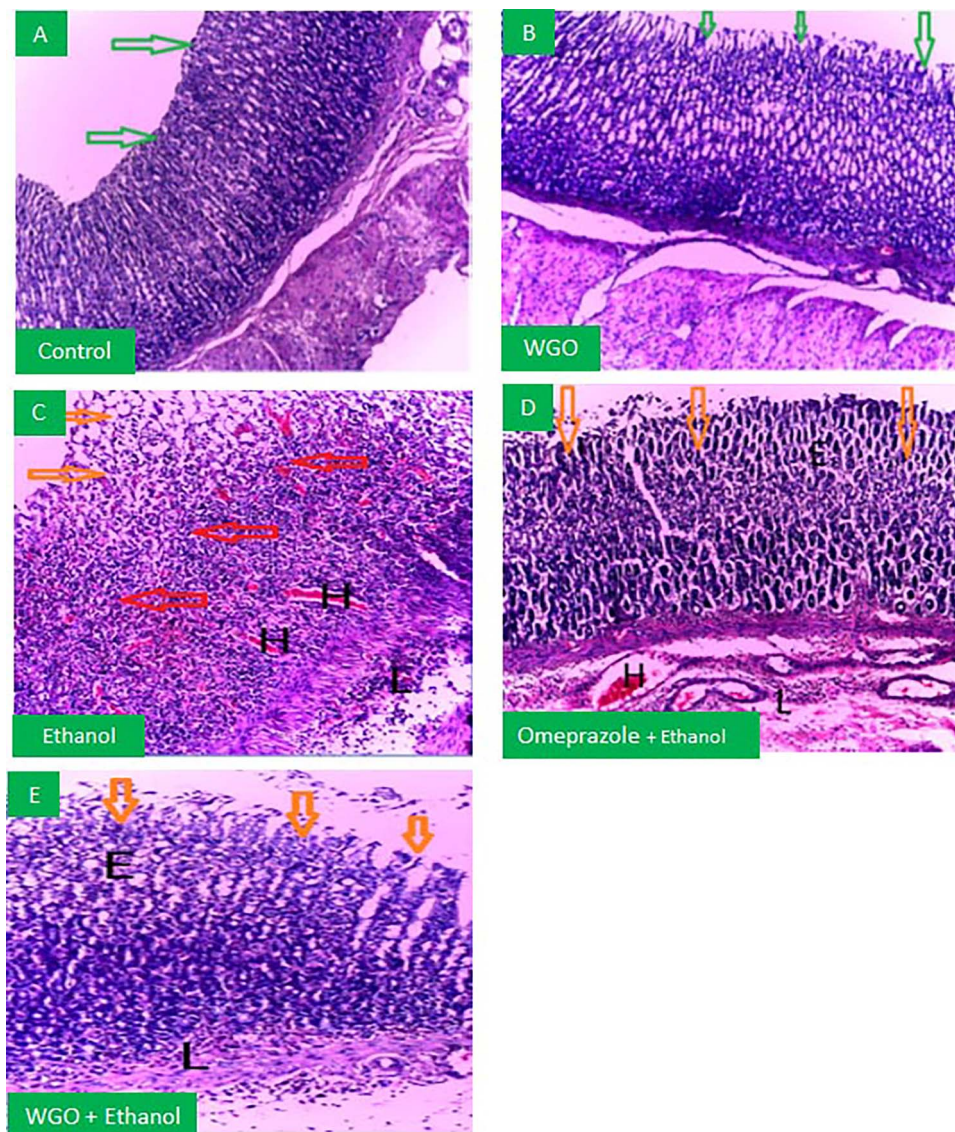 A
Control
B
WGO
C
H
H
L
Ethanol
D
E
H
L
Omeprazole + Ethanol
E
E
L
WGO + Ethanol